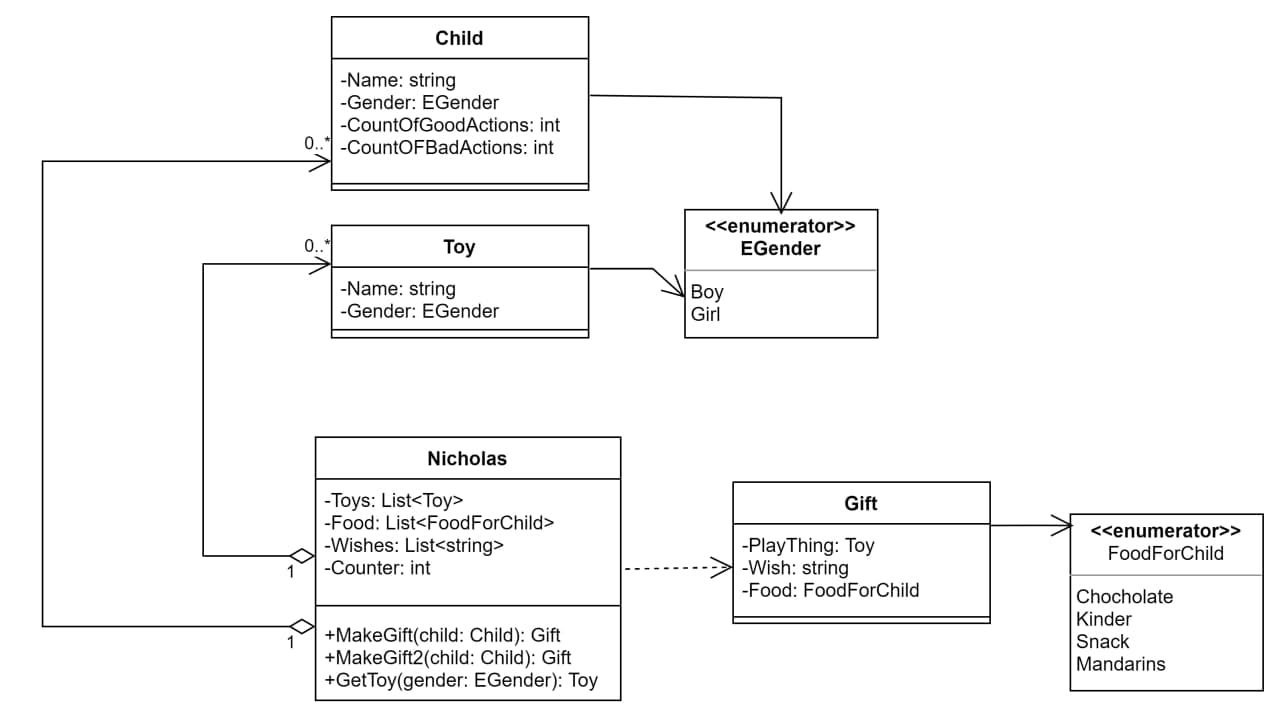 Child
-Name: string
-Gender: EGender
-CountOfGoodActions: int
-CountOFBadActions: int
0..*
Toy
-Name: string
-Gender: EGender
0..*
<<enumerator>>
EGender
Boy
Girl
Nicholas
-Toys: List<Toy>
-Food: List<FoodForChild>
-Wishes: List<string>
-Counter: int
1
+MakeGift(child: Child): Gift
+MakeGift2(child: Child): Gift
+GetToy(gender: EGender): Toy
1
Gift
-PlayThing: Toy
-Wish: string
-Food: FoodForChild
<<enumerator>>
FoodForChild
Chocholate
Kinder
Snack
Mandarins